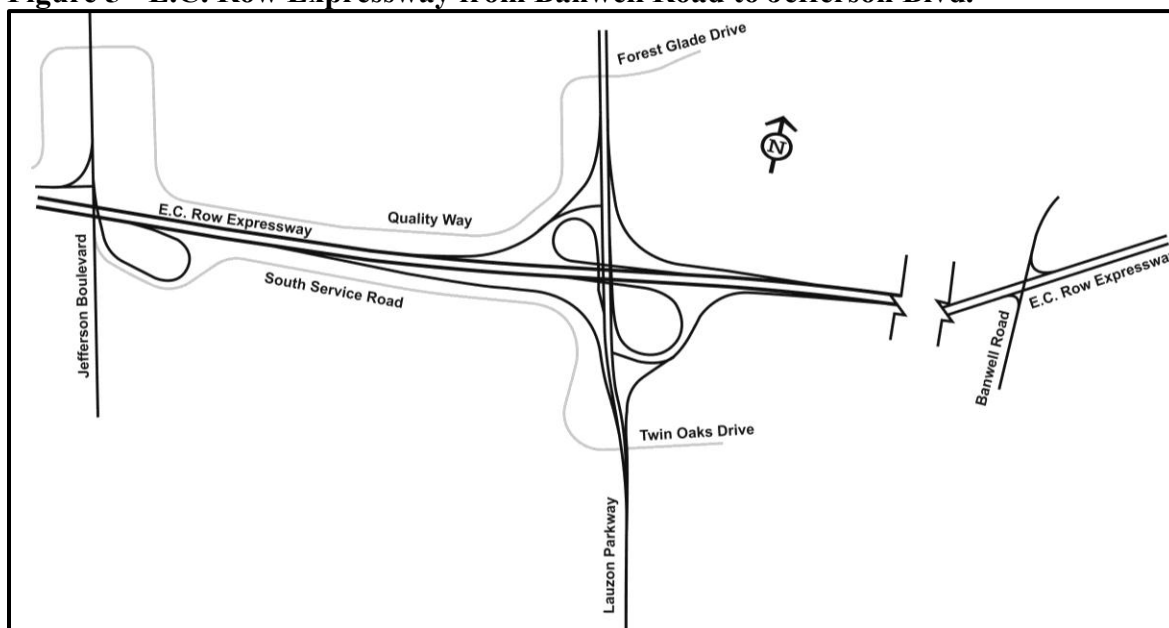 Figure 3 - E.C. Row Expressway from Banwell Road to Jefferson Blvd.
Forest Glade Drive
N
E.C. Row Expressway
Quality Way
South Service Road
Jefferson Boulevard
E.C. Row Expressway
Banwell Road
Twin Oaks Drive
Lauzon Parkway